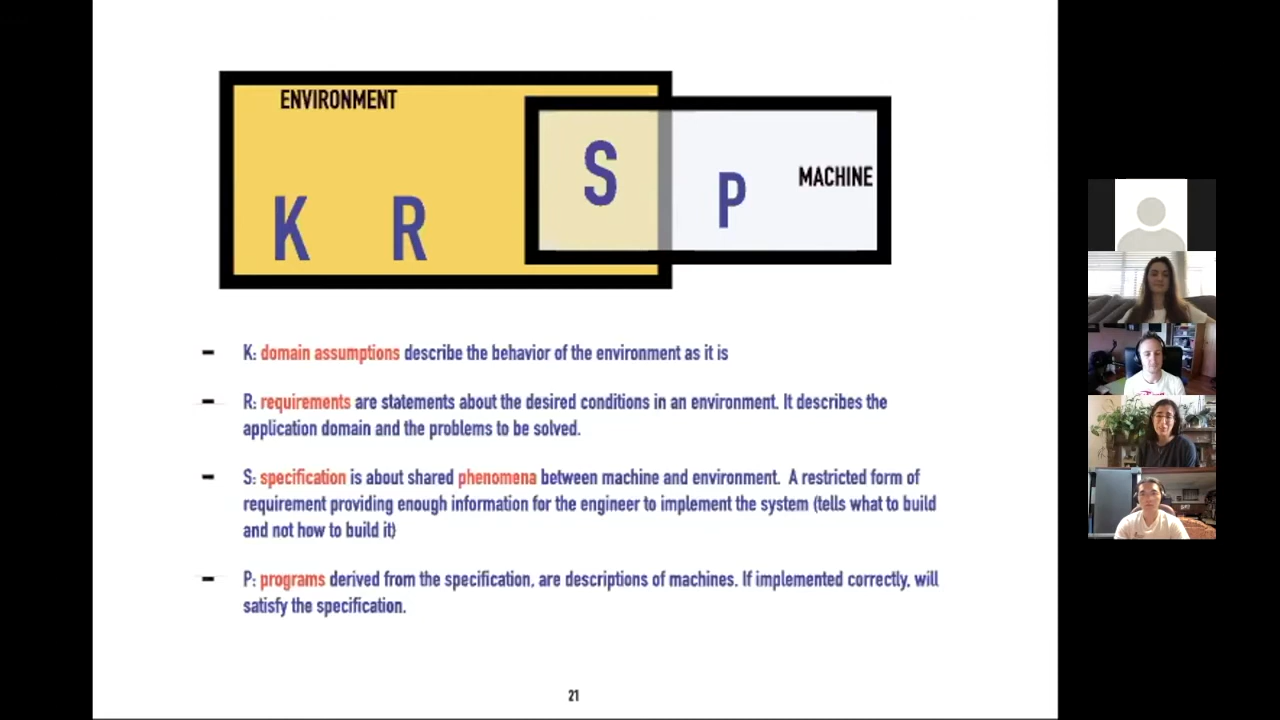 ENVIRONMENT
S
P
MACHINE
K
R
K: domain assumptions describe the behavior of the environment as it is
R: requirements are statements about the desired conditions in an environment. It describes the
application domain and the problems to be solved.
S: specification is about shared phenomena between machine and environment. A restricted form of
requirement providing enough information for the engineer to implement the system (tells what to build
and not how to build it)
P: programs derived from the specification, are descriptions of machines. If implemented correctly, will
satisfy the specification.
21